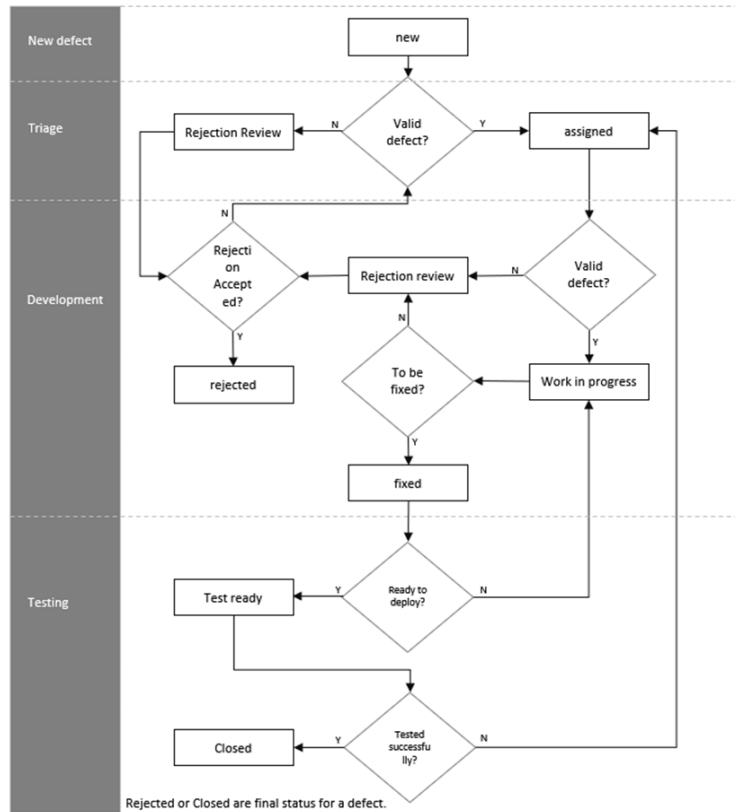 New defect
new
Triage
Rejection Review
N
Valid
defect?
Y
assigned
N
Development
Rejecti
on
Accept
ed?
Rejection review
N
Valid
defect?
Y
N
Y
rejected
To be
fixed?
Work in progress
Y
fixed
Testing
Test ready
Y
Ready to
deploy?
N
Closed
Y
Tested
successfu
lly?
N
Rejected or Closed are final status for a defect.